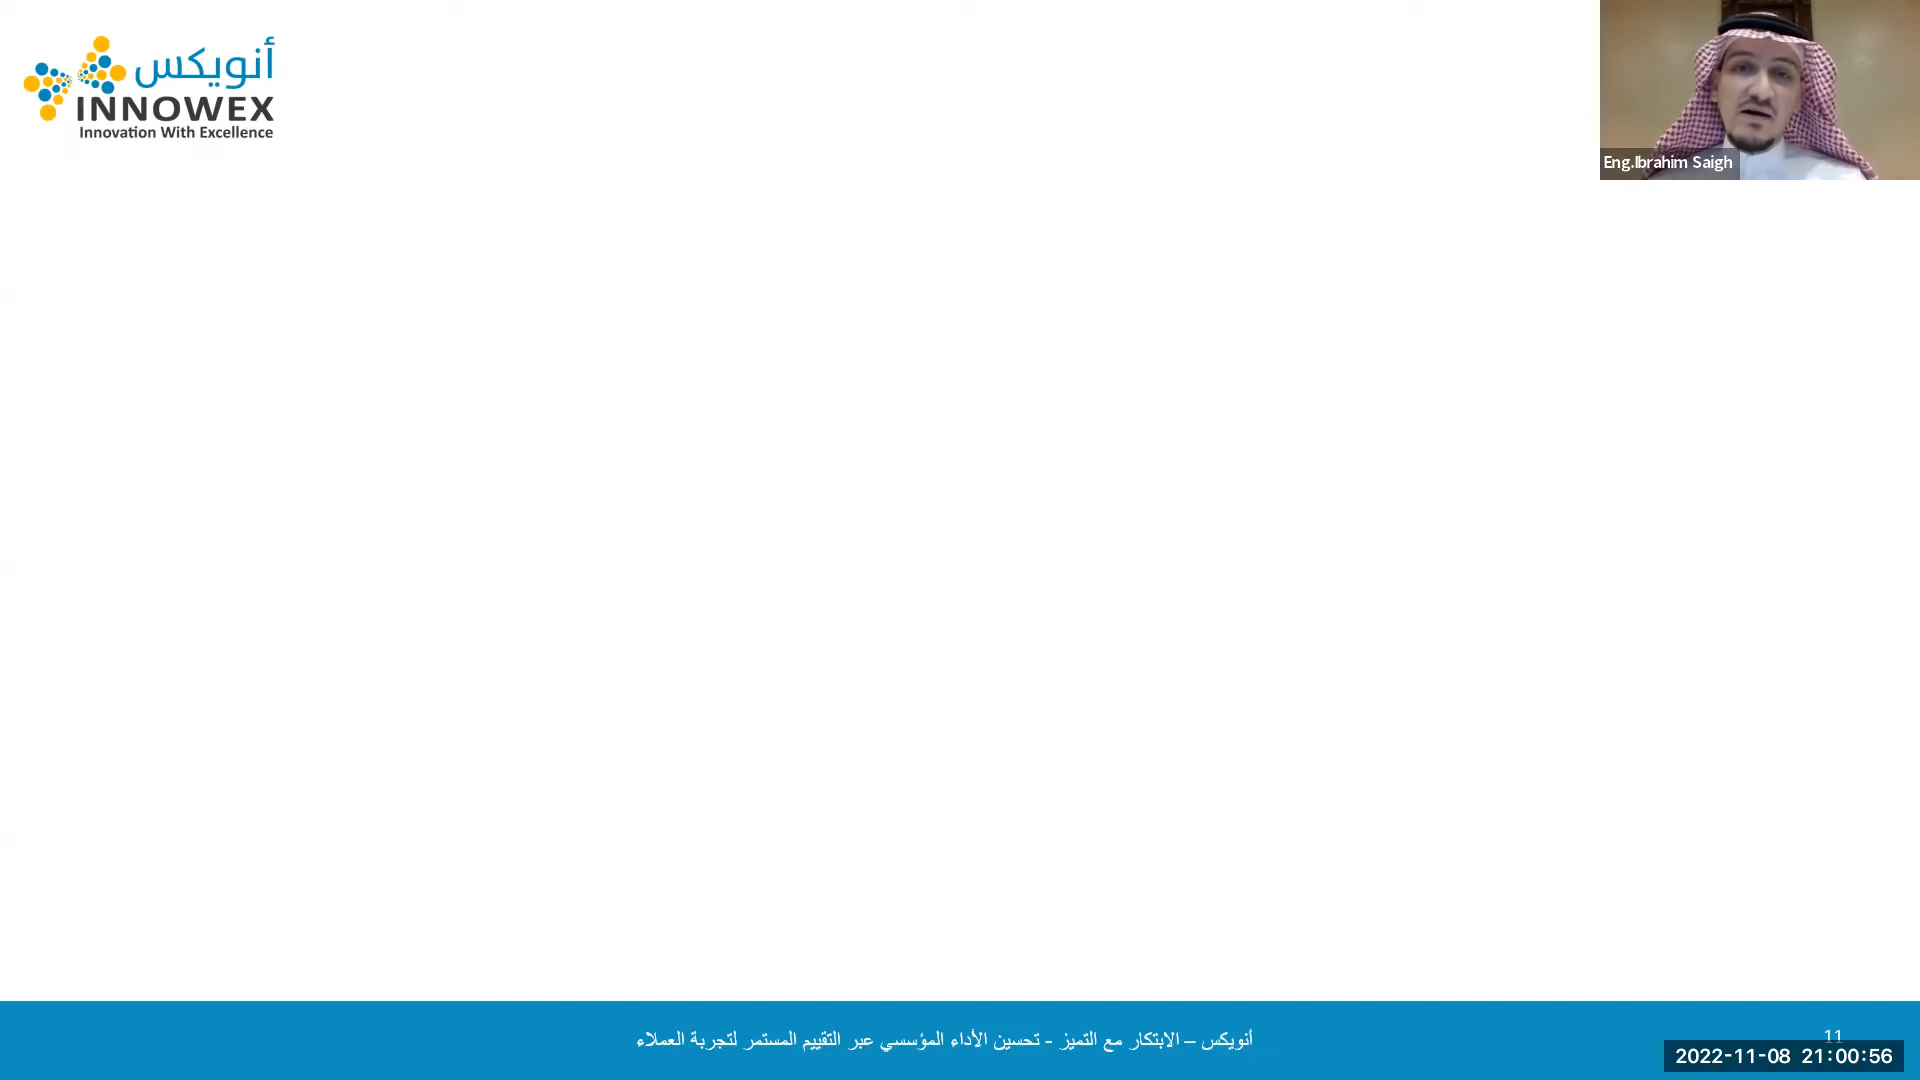 أنويكس
INNOWEX
Innovation With Excellence
Eng.Ibrahim Saigh
أنويكس – الابتكار مع التميز - تحسين الأداء المؤسسي عبر التقييم المستمر لتجربة العملاء
11
2022-11-08 21:00:56